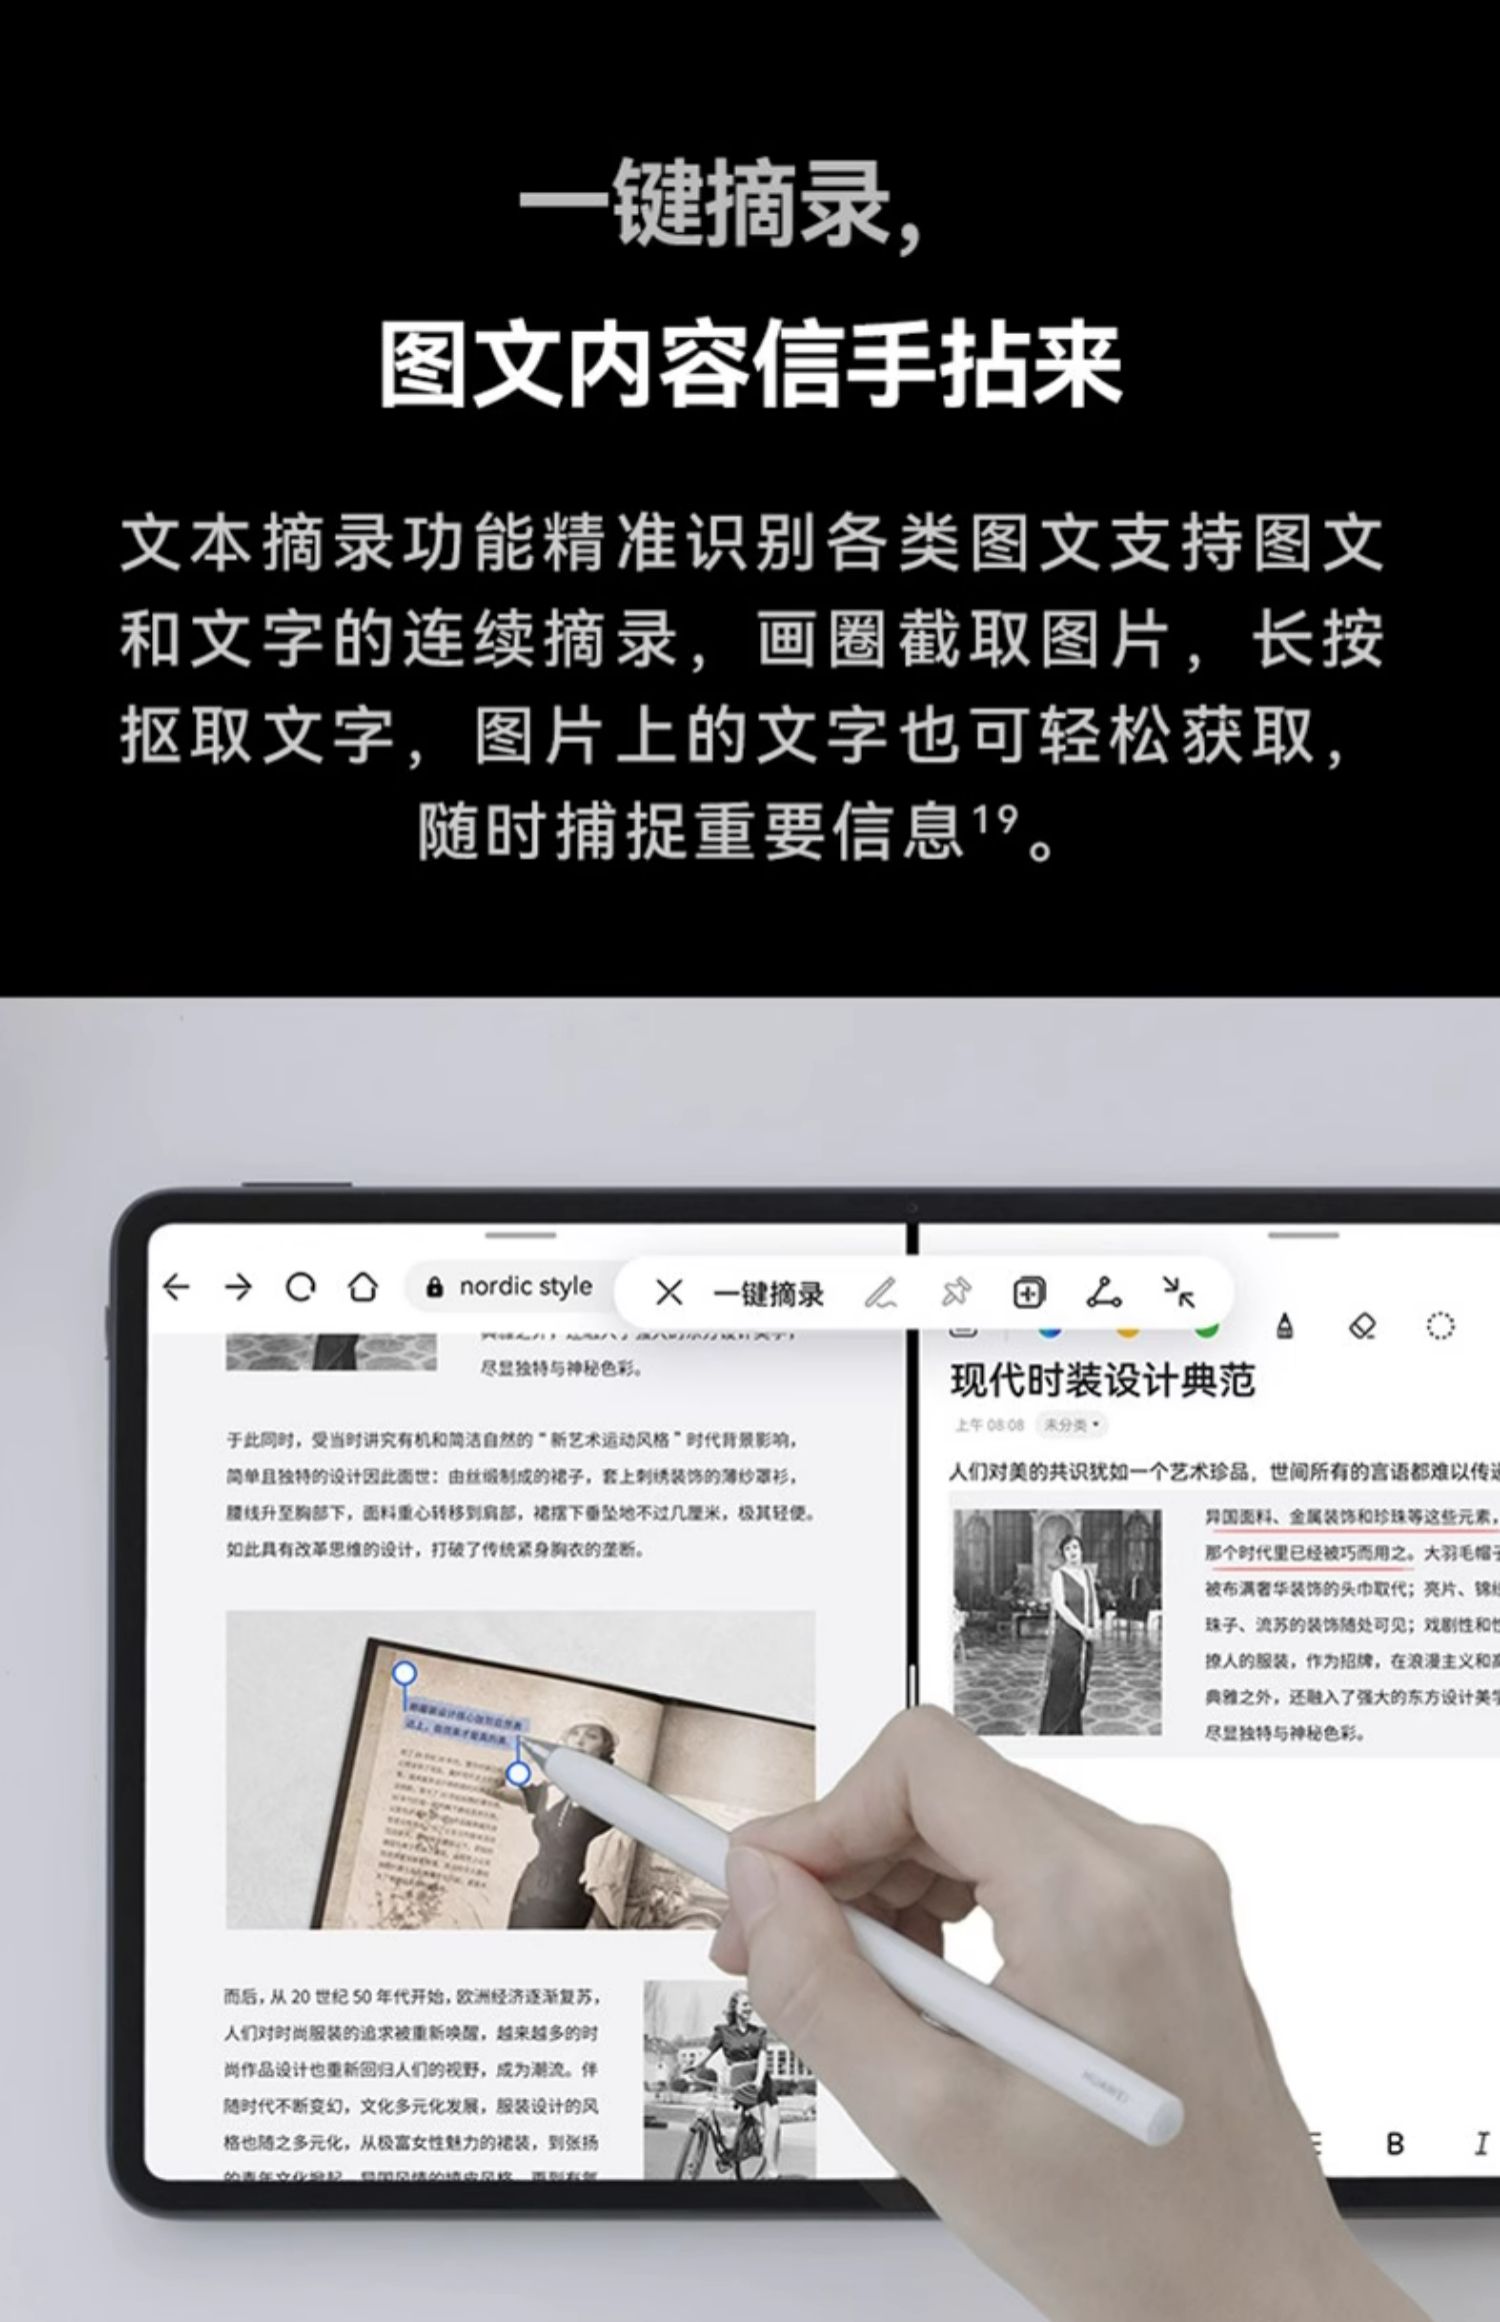 一键摘录，
图文内容信手拈来
文本摘录功能精准识别各类图文支持图文
和文字的连续摘录，画圈截取图片，长按
抠取文字，图片上的文字也可轻松获取，
随时捕捉重要信息¹⁹。
nordic style
一键摘录
尽显独特与神秘色彩。
于此同时，受当时讲究有机和简洁自然的“新艺术运动风格”时代背景影响，
简单且独特的设计因此面世：由丝缎制成的裙子，套上刺绣装饰的薄纱罩衫，
腰线升至胸部下，面料重心转移到肩部，裙摆下垂坠地不过几厘米，极其轻便。
如此具有改革思维的设计，打破了传统紧身胸衣的垄断。
而后，从 20 世纪 50 年代开始，欧洲经济逐渐复苏，
人们对时尚服装的追求被重新唤醒，越来越多的时
尚作品设计也重新回归人们的视野，成为潮流。伴
随时代不断变幻，文化多元化发展，服装设计的风
格也随之多元化，从极富女性魅力的裙装，到张扬
现代时装设计典范
上午 08:08 未分类
人们对美的共识犹如一个艺术珍品，世间所有的言语都难以传
异国面料、金属装饰和珍珠等这些元素，
那个时代里已经被巧而用之。大羽毛帽
被布满奢华装饰的头巾取代；亮片、锦
珠子、流苏的装饰随处可见；戏剧性和
撩人的服装，作为招牌，在浪漫主义和
典雅之外，还融入了强大的东方设计美
尽显独特与神秘色彩。
HUAWEI
B I